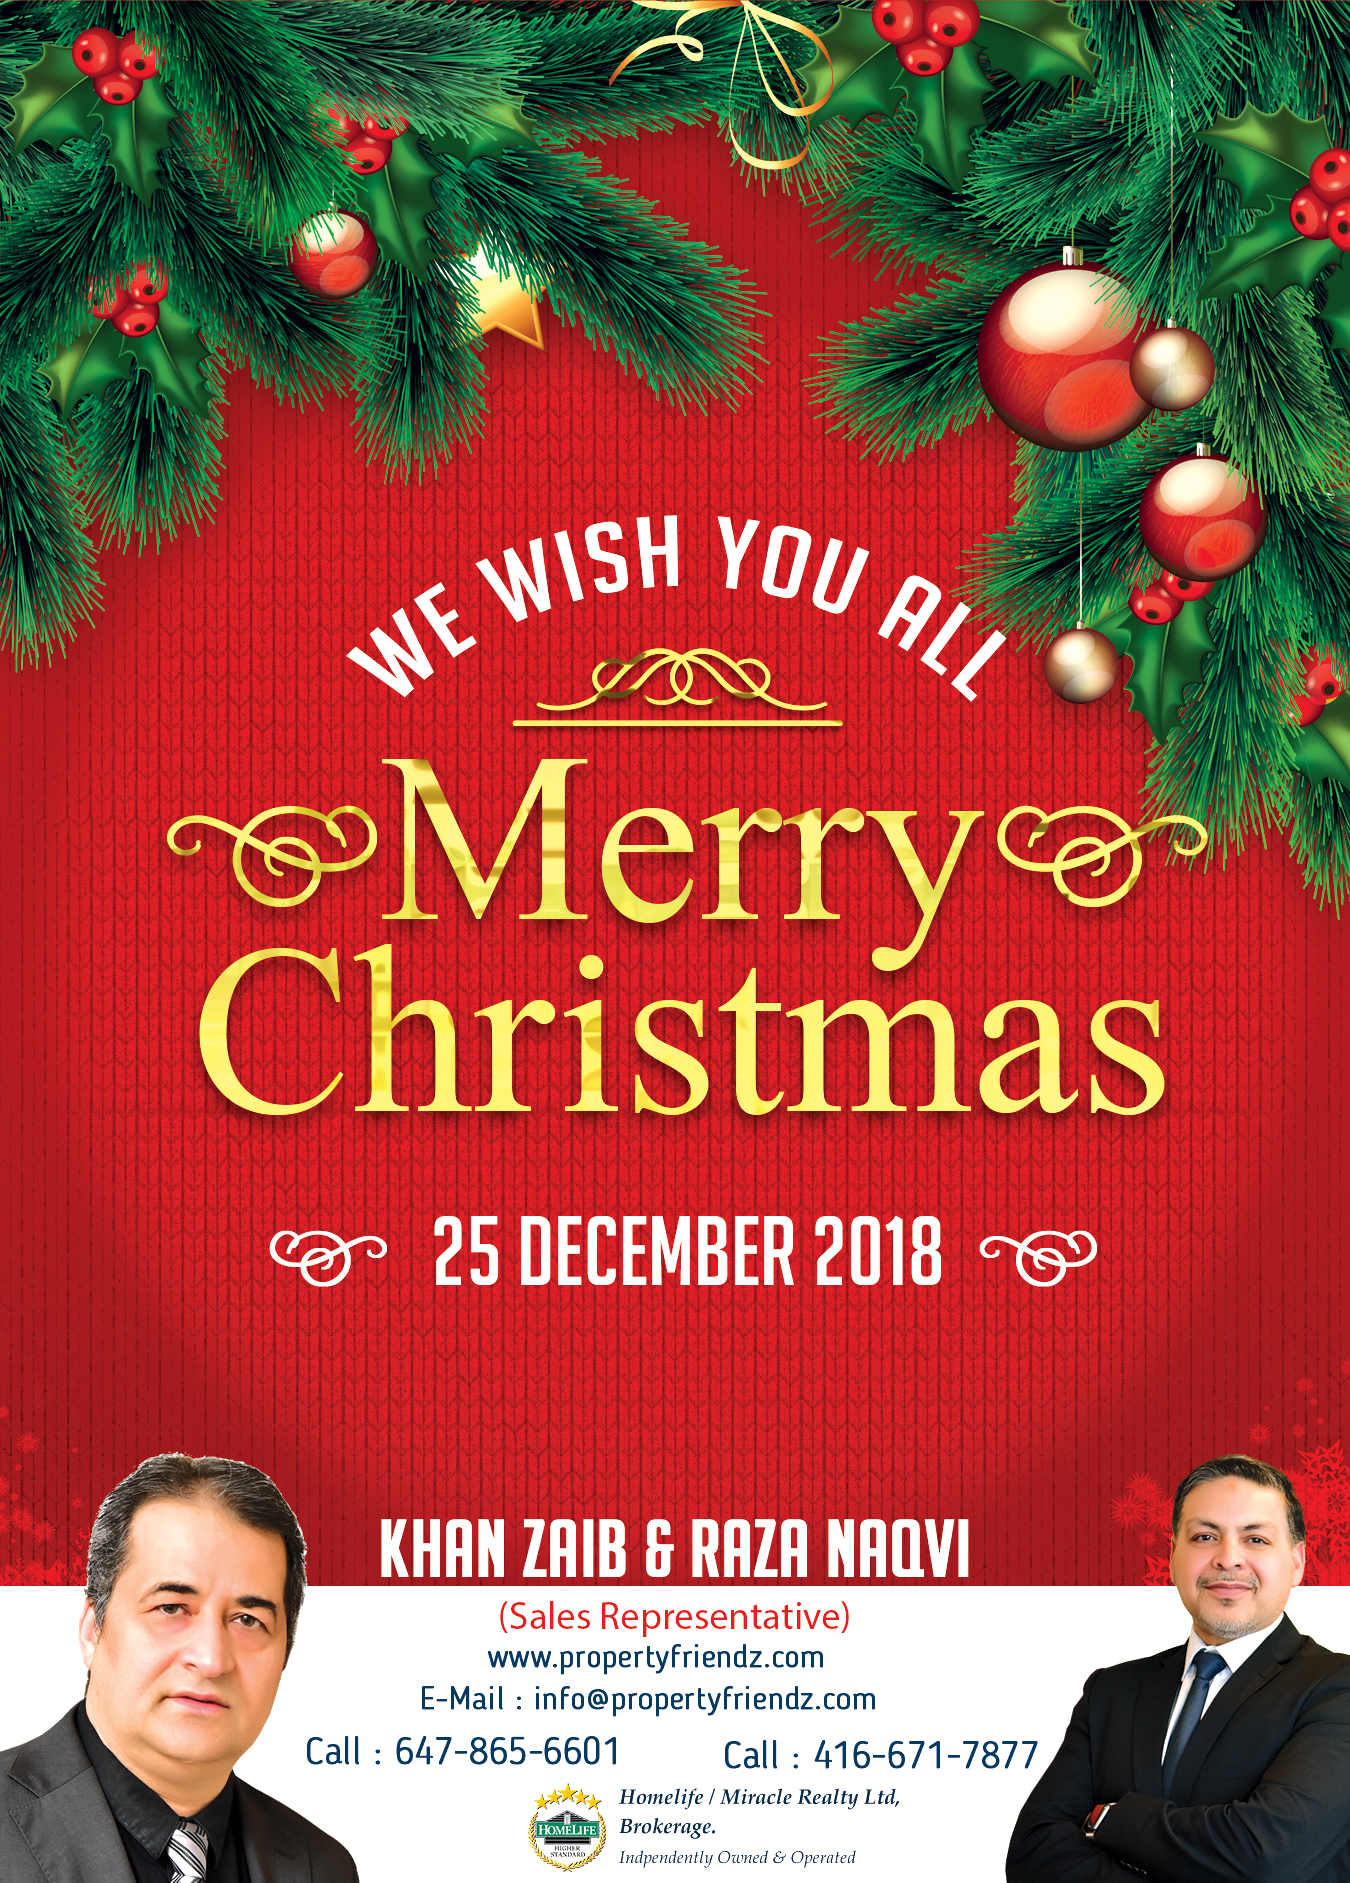 WE WISH YOU ALL
Merry
Christmas
25 DECEMBER 2018
KHAN ZAIB & RAZA NAQVI
(Sales Representative)
www.propertyfriendz.com
E-Mail : info@propertyfriendz.com
Call : 647-865-6601
Call : 416-671-7877
HOMELIFE
HIGHER
STANDARD
Homelife / Miracle Realty Ltd,
Brokerage.
Indpendently Owned & Operated